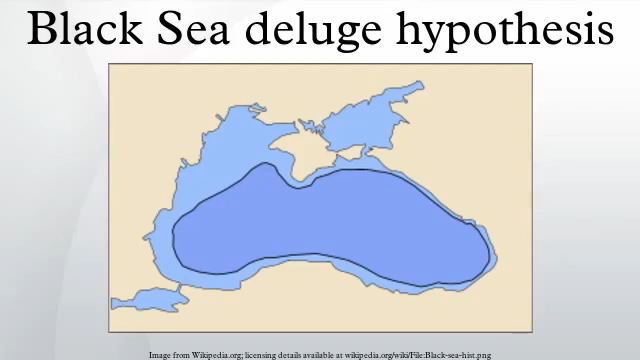 Black Sea deluge hypothesis
Image from Wikipedia.org; licensing details available at wikipedia.org/wiki/File:Black-sea-hist.png